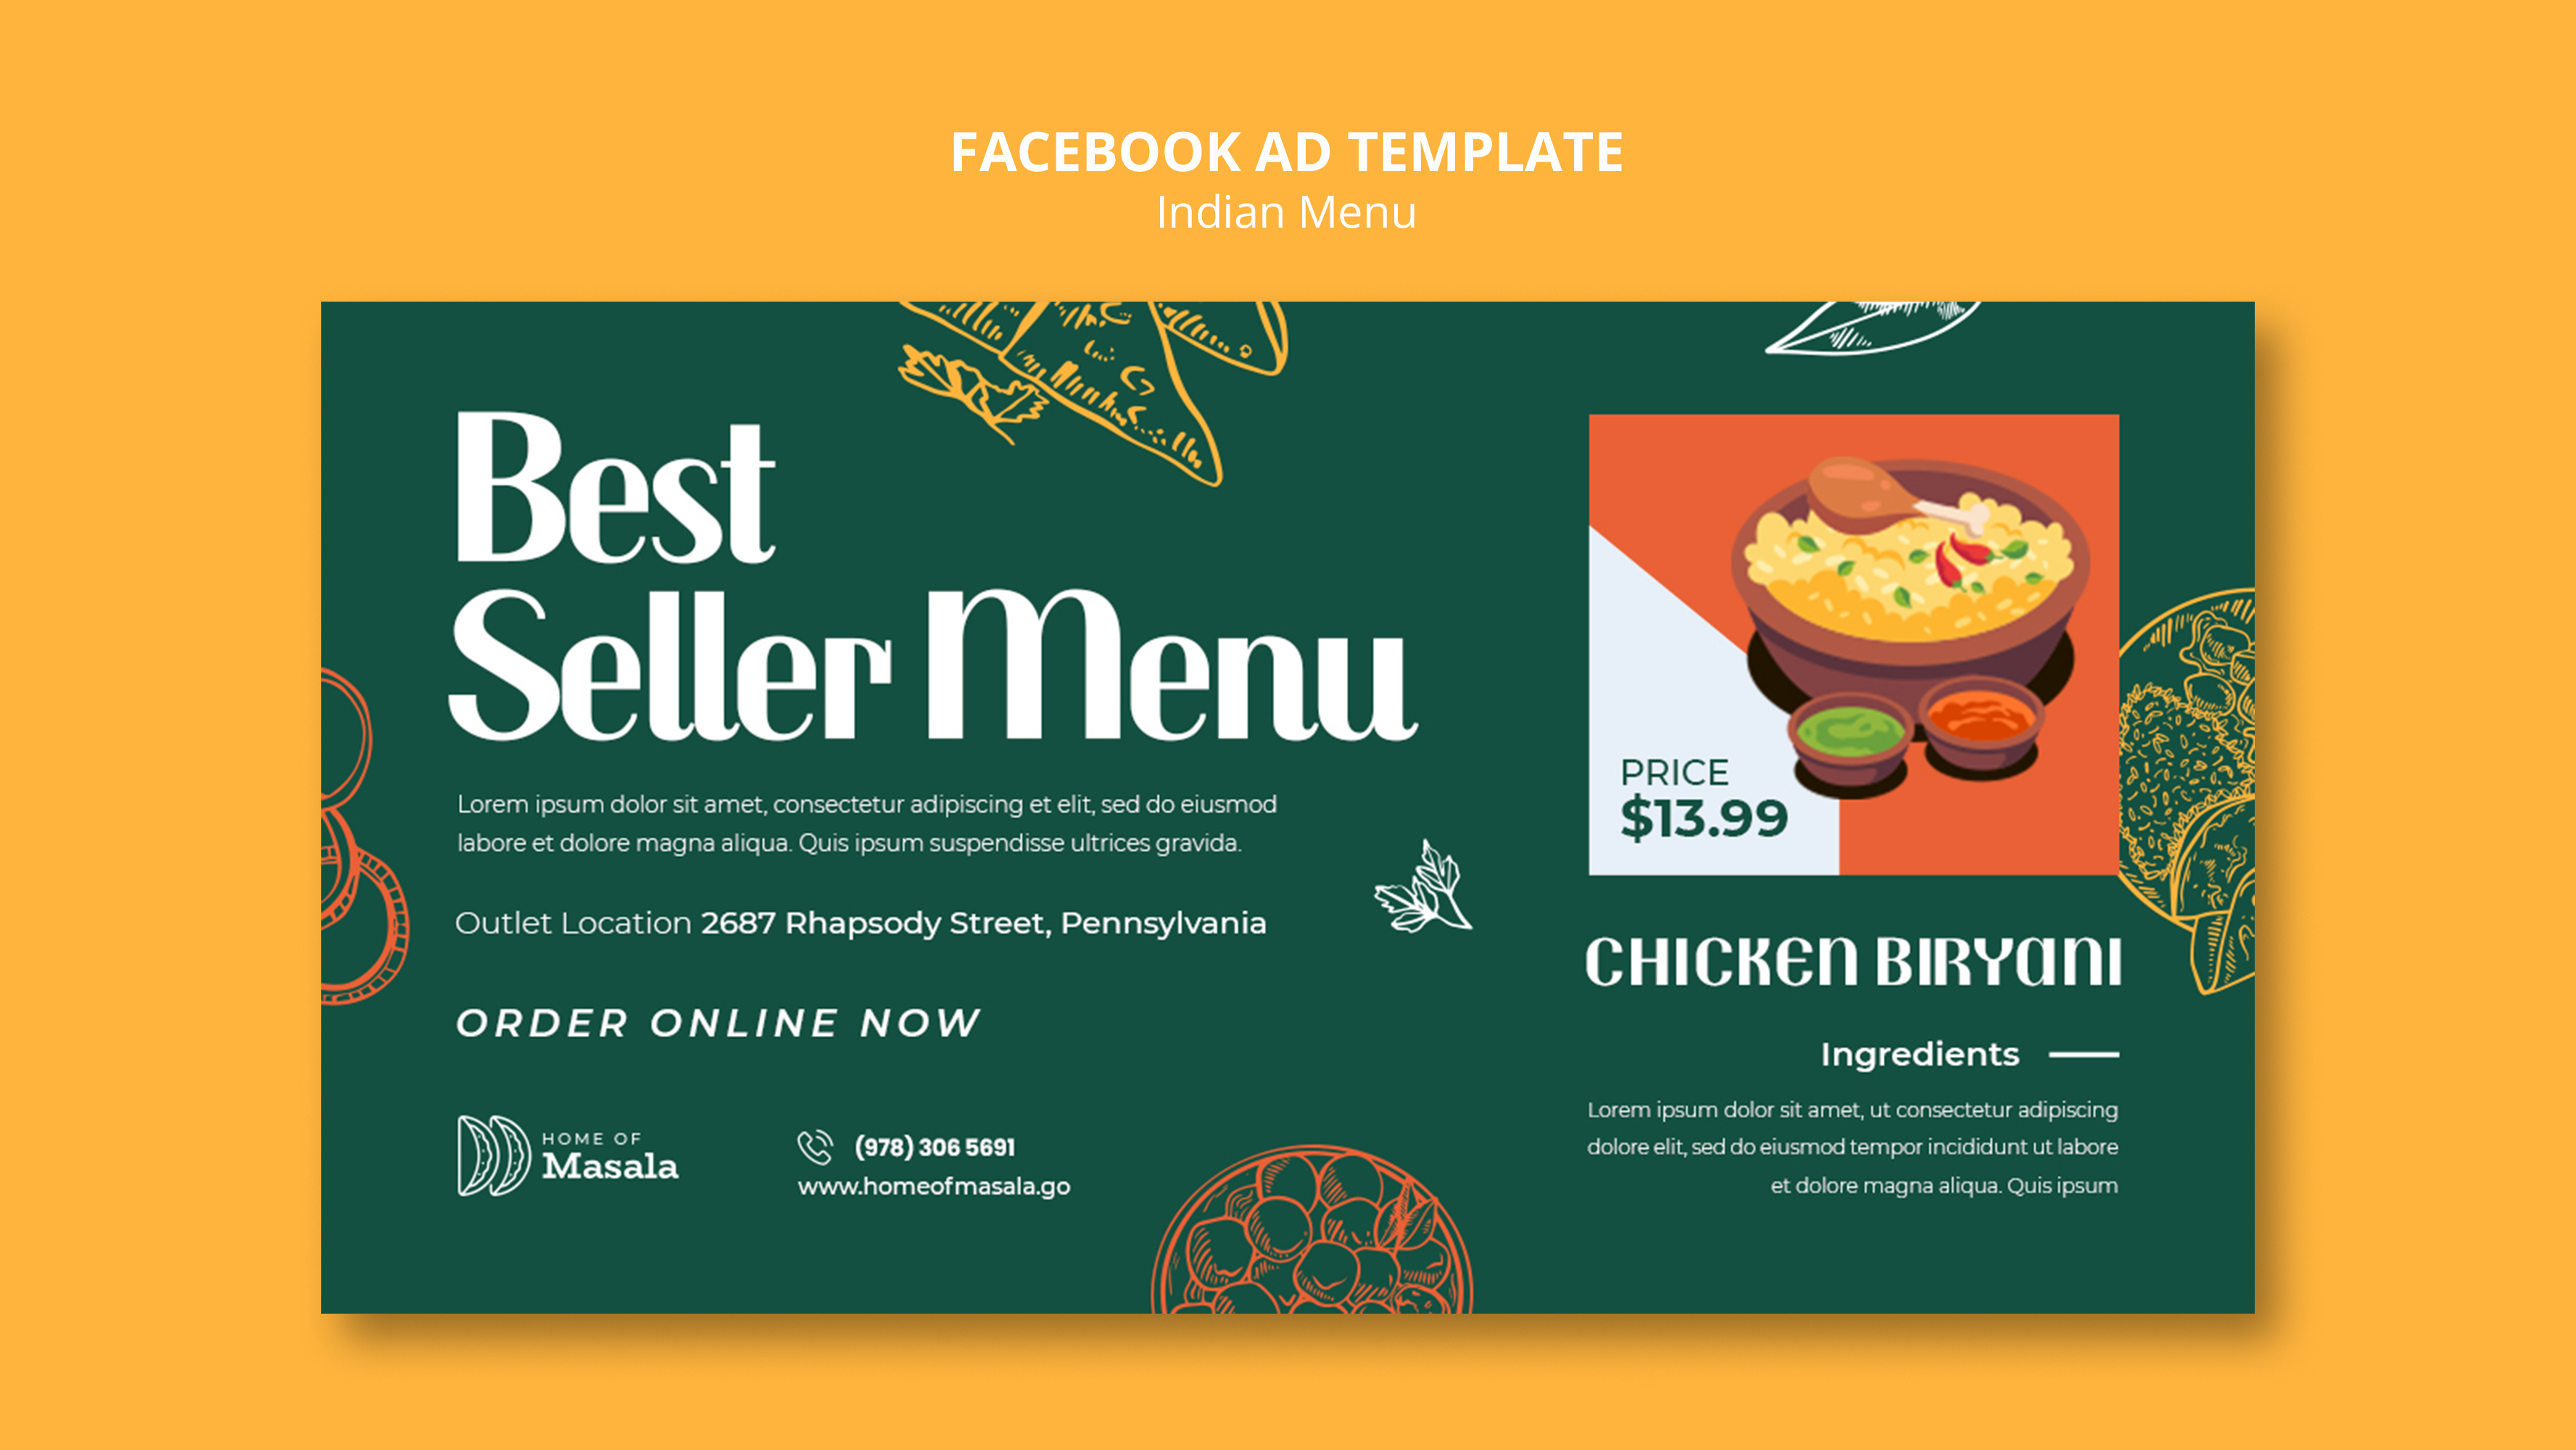 FACEBOOK AD TEMPLATE
Indian Menu
Best
Seller Menu
Lorem ipsum dolor sit amet, consectetur adipiscing et elit, sed do eiusmod
labore et dolore magna aliqua. Quis ipsum suspendisse ultrices gravida.
Outlet Location 2687 Rhapsody Street, Pennsylvania
ORDER ONLINE NOW
HOME OF
Masala
(978) 306 5691
www.homeofmasala.go
PRICE
$13.99
CHICKEN BIRYANI
Ingredients
Lorem ipsum dolor sit amet, ut consectetur adipiscing
dolore elit, sed do eiusmod tempor incididunt ut labore
et dolore magna aliqua. Quis ipsum